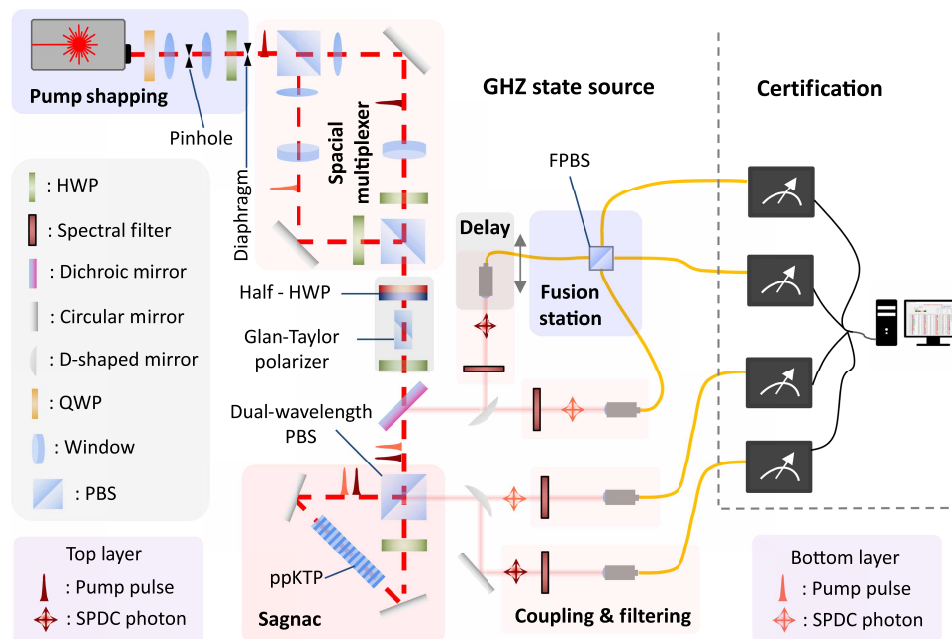 Pump shapping
Pinhole
Diaphragm
Spacial
multiplexer
GHZ state source
Certification
: HWP
: Spectral filter
: Dichroic mirror
: Circular mirror
: D-shaped mirror
: QWP
: Window
: PBS
Half - HWP
Glan-Taylor
polarizer
Delay
FPBS
Fusion
station
Dual-wavelength
PBS
ppKTP
Sagnac
Coupling & filtering
Top layer
: Pump pulse
: SPDC photon
Bottom layer
: Pump pulse
: SPDC photon